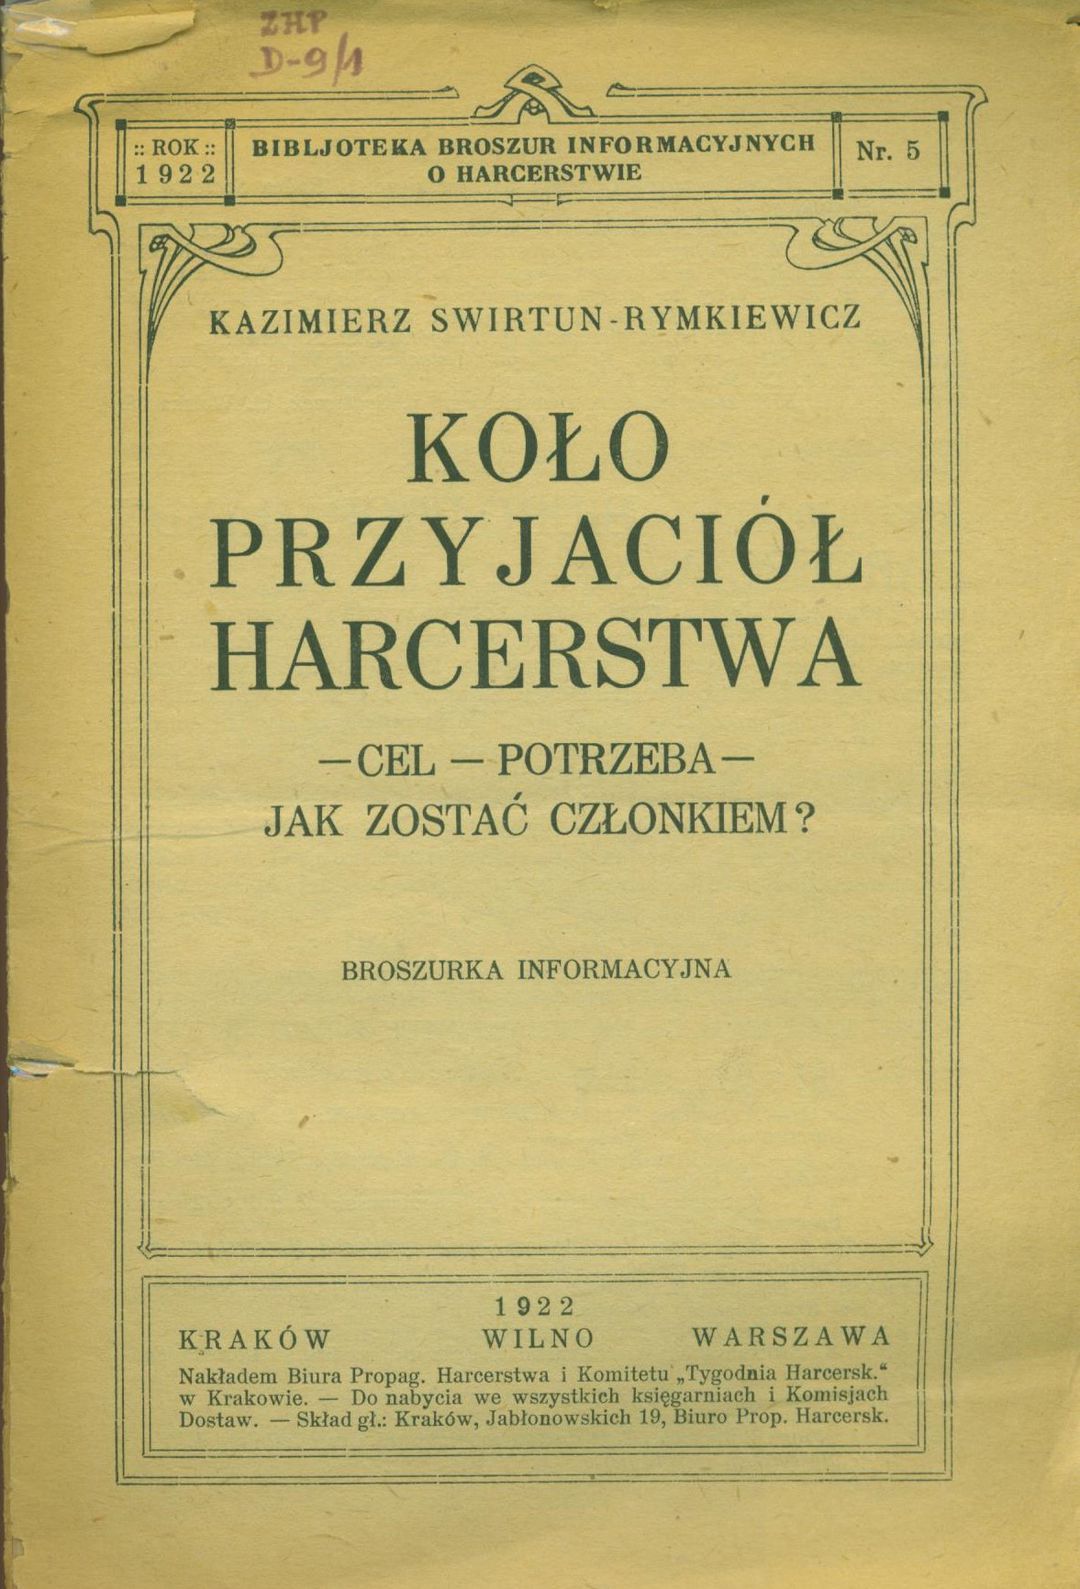 ZHP
D-9/1
:: ROK ::
1922
BIBLJOTEKA BROSZUR INFORMACYJNYCH
O HARCERSTWIE
Nr. 5
KAZIMIERZ SWIRTUN-RYMKIEWICZ
KOŁO
PRZYJACIÓŁ
HARCERSTWA
— CEL — POTRZEBA —
JAK ZOSTAĆ CZŁONKIEM?
BROSZURKA INFORMACYJNA
1922
KRAKÓW WILNO WARSZAWA
Nakładem Biura Propag. Harcerstwa i Komitetu „Tygodnia Harcersk.“
w Krakowie. — Do nabycia we wszystkich księgarniach i Komisjach
Dostaw. — Skład gł.: Kraków, Jabłonowskich 19, Biuro Prop. Harcersk.